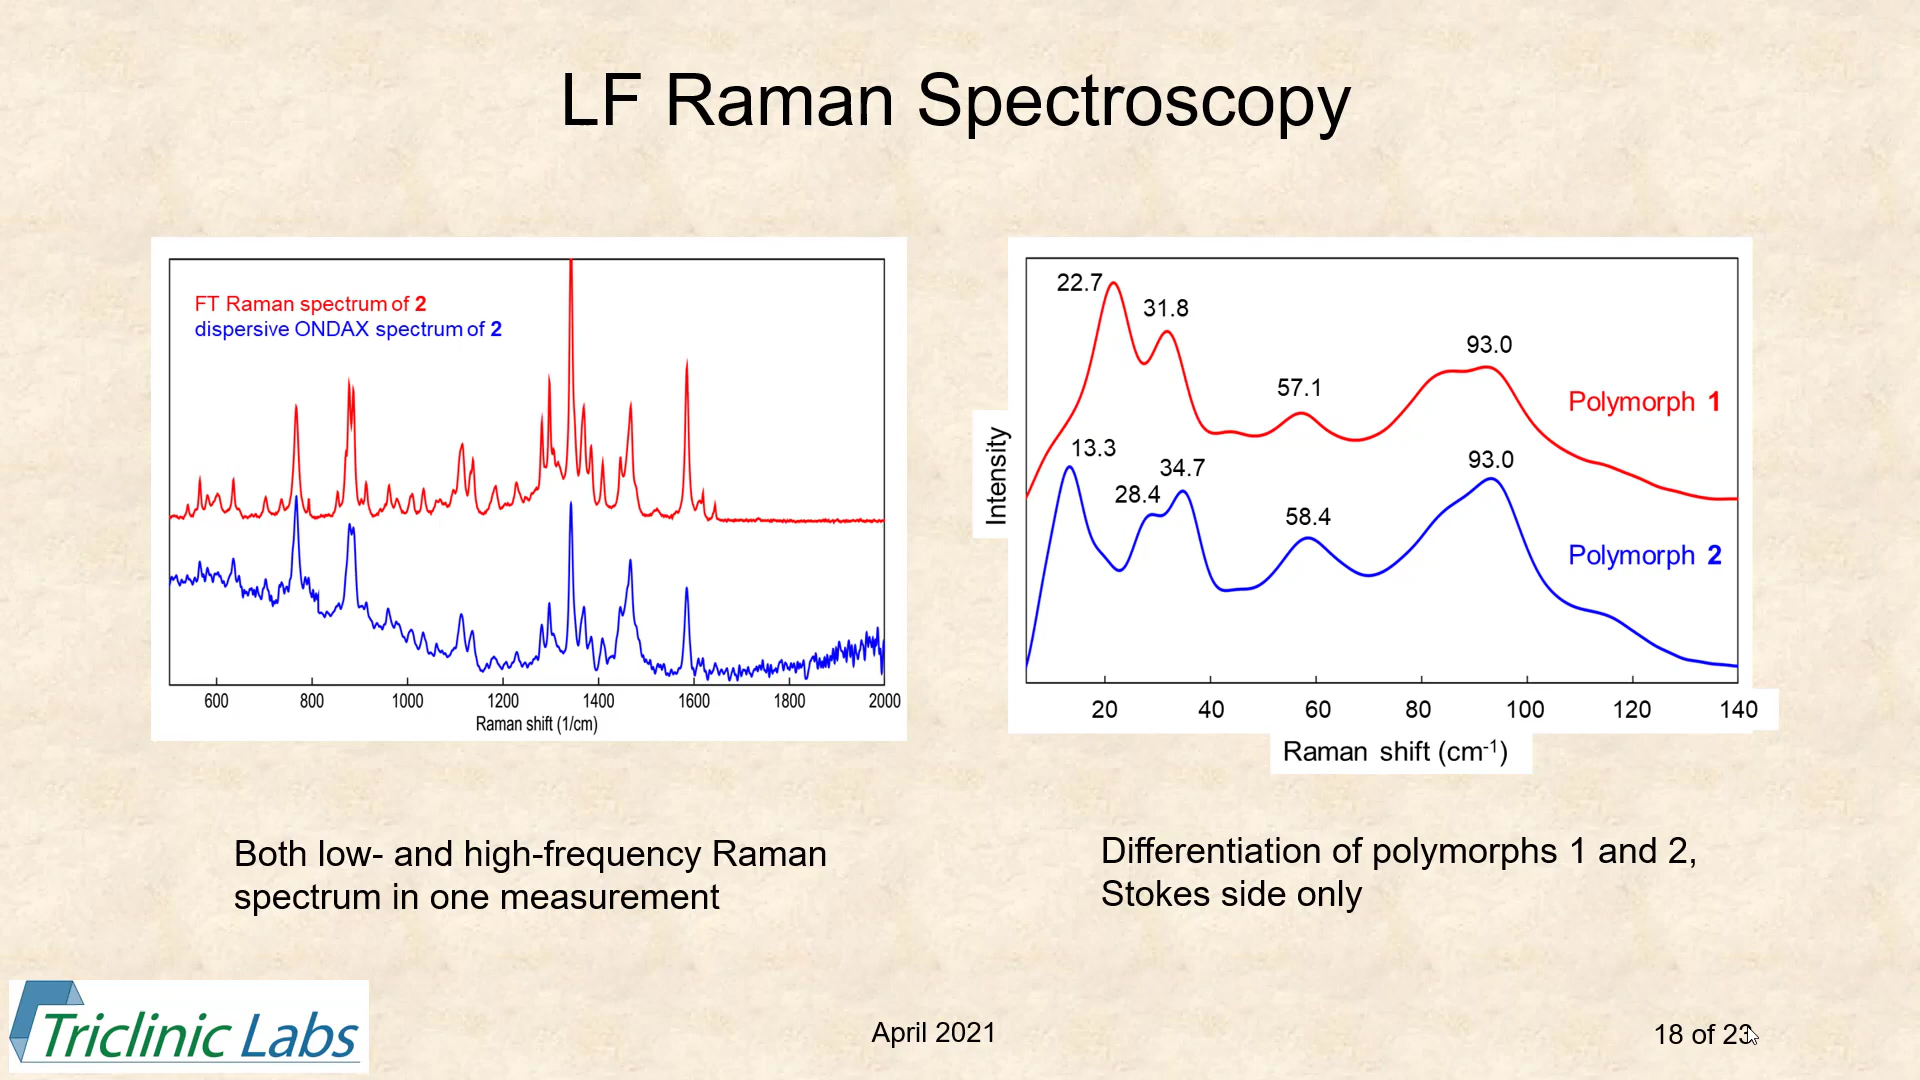 LF Raman Spectroscopy
FT Raman spectrum of 2
dispersive ONDAX spectrum of 2
600 800 1000 1200 1400 1600 1800 2000
Raman shift (1/cm)
Intensity
22.7
31.8
57.1
93.0
Polymorph 1
13.3
28.4
34.7
58.4
93.0
Polymorph 2
20 40 60 80 100 120 140
Raman shift (cm⁻¹)
Both low- and high-frequency Raman
spectrum in one measurement
Differentiation of polymorphs 1 and 2,
Stokes side only
Triclinic Labs
April 2021
18 of 23